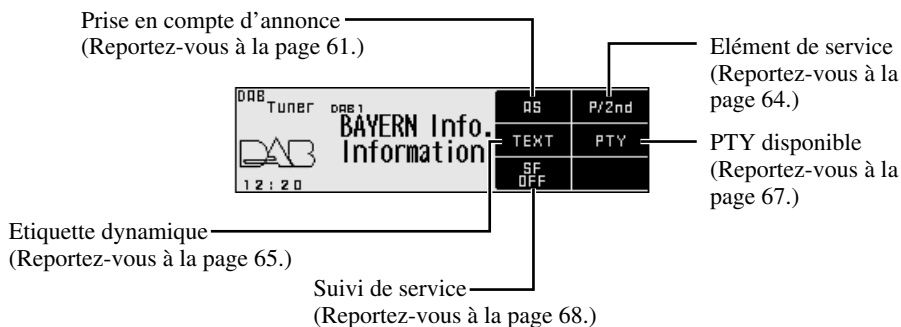 Prise en compte d’annonce
(Reportez-vous à la page 61.)
Elément de service
(Reportez-vous à la
page 64.)
DAB
Tuner
DAB1
BAYERN Info.
Information
DAB
12:20
AS
P/2nd
TEXT
PTY
SF
OFF
PTY disponible
(Reportez-vous à la
page 67.)
Etiquette dynamique
(Reportez-vous à la page 65.)
Suivi de service
(Reportez-vous à la page 68.)